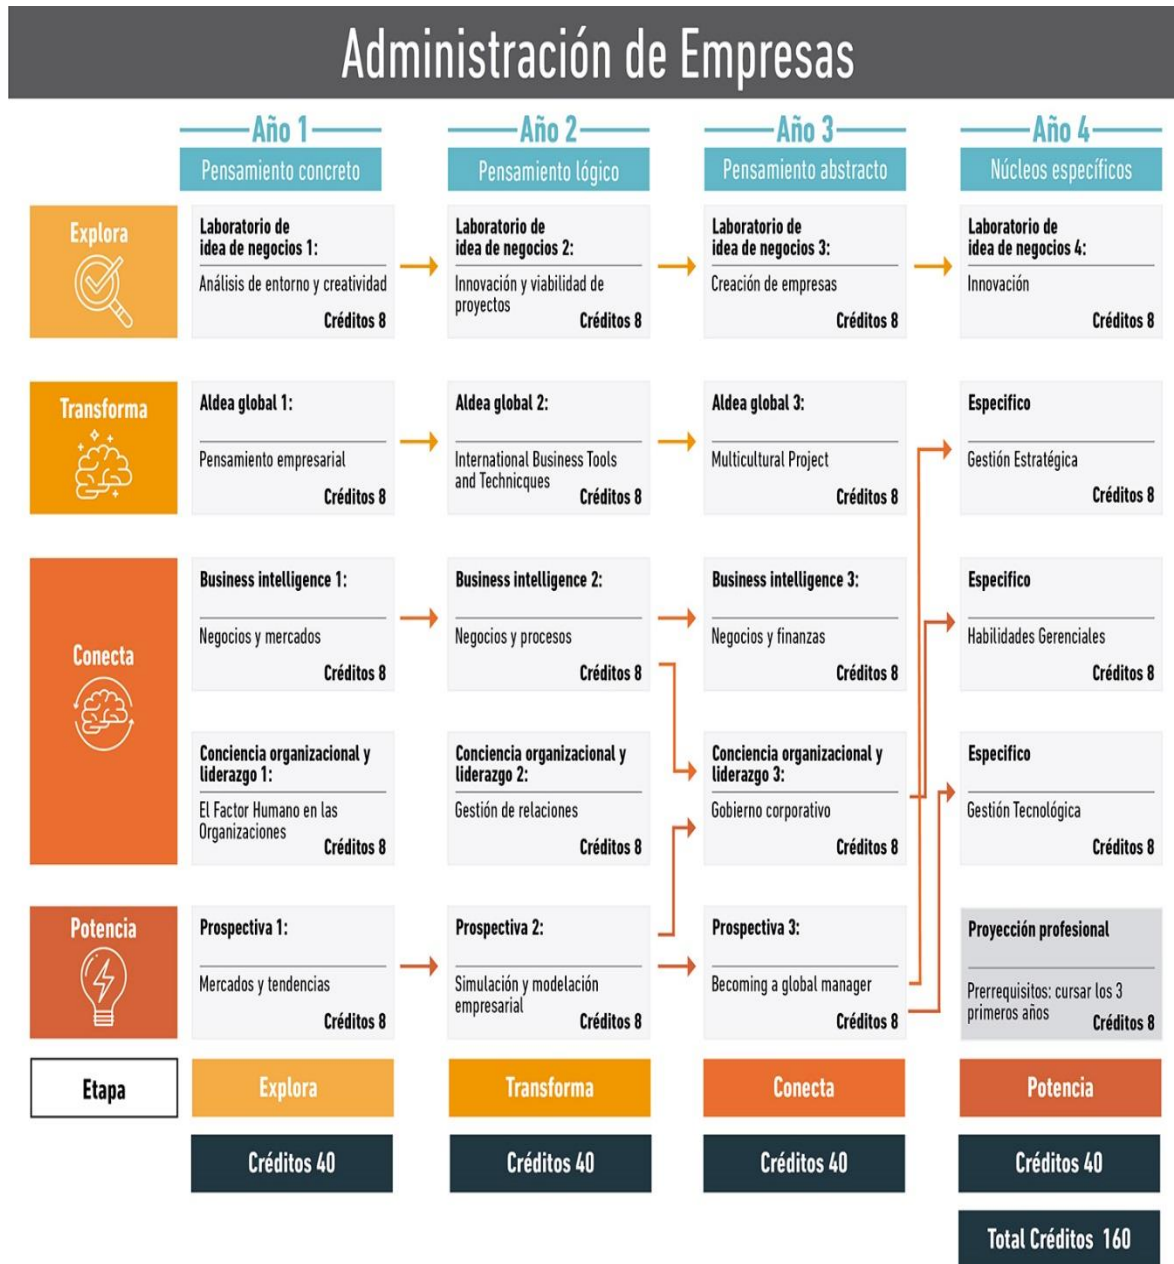 Administración de Empresas
Año 1
Pensamiento concreto
Año 2
Pensamiento lógico
Año 3
Pensamiento abstracto
Año 4
Núcleos específicos
Explora
Laboratorio de
idea de negocios 1:
Análisis de entorno y creatividad
Créditos 8
Laboratorio de
idea de negocios 2:
Innovación y viabilidad de
proyectos
Créditos 8
Laboratorio de
idea de negocios 3:
Creación de empresas
Créditos 8
Laboratorio de
idea de negocios 4:
Innovación
Créditos 8
Transforma
Aldea global 1:
Pensamiento empresarial
Créditos 8
Aldea global 2:
International Business Tools
and Technicques
Créditos 8
Aldea global 3:
Multicultural Project
Créditos 8
Especifico
Gestión Estratégica
Créditos 8
Conecta
Business intelligence 1:
Negocios y mercados
Créditos 8
Business intelligence 2:
Negocios y procesos
Créditos 8
Business intelligence 3:
Negocios y finanzas
Créditos 8
Especifico
Habilidades Gerenciales
Créditos 8
Conciencia organizacional y
liderazgo 1:
El Factor Humano en las
Organizaciones
Créditos 8
Conciencia organizacional y
liderazgo 2:
Gestión de relaciones
Créditos 8
Conciencia organizacional y
liderazgo 3:
Gobierno corporativo
Créditos 8
Especifico
Gestión Tecnológica
Créditos 8
Potencia
Prospectiva 1:
Mercados y tendencias
Créditos 8
Prospectiva 2:
Simulación y modelación
empresarial
Créditos 8
Prospectiva 3:
Becoming a global manager
Créditos 8
Proyección profesional
Prerrequisitos: cursar los 3
primeros años
Créditos 8
Etapa
Explora
Transforma
Conecta
Potencia
Créditos 40
Créditos 40
Créditos 40
Créditos 40
Total Créditos 160